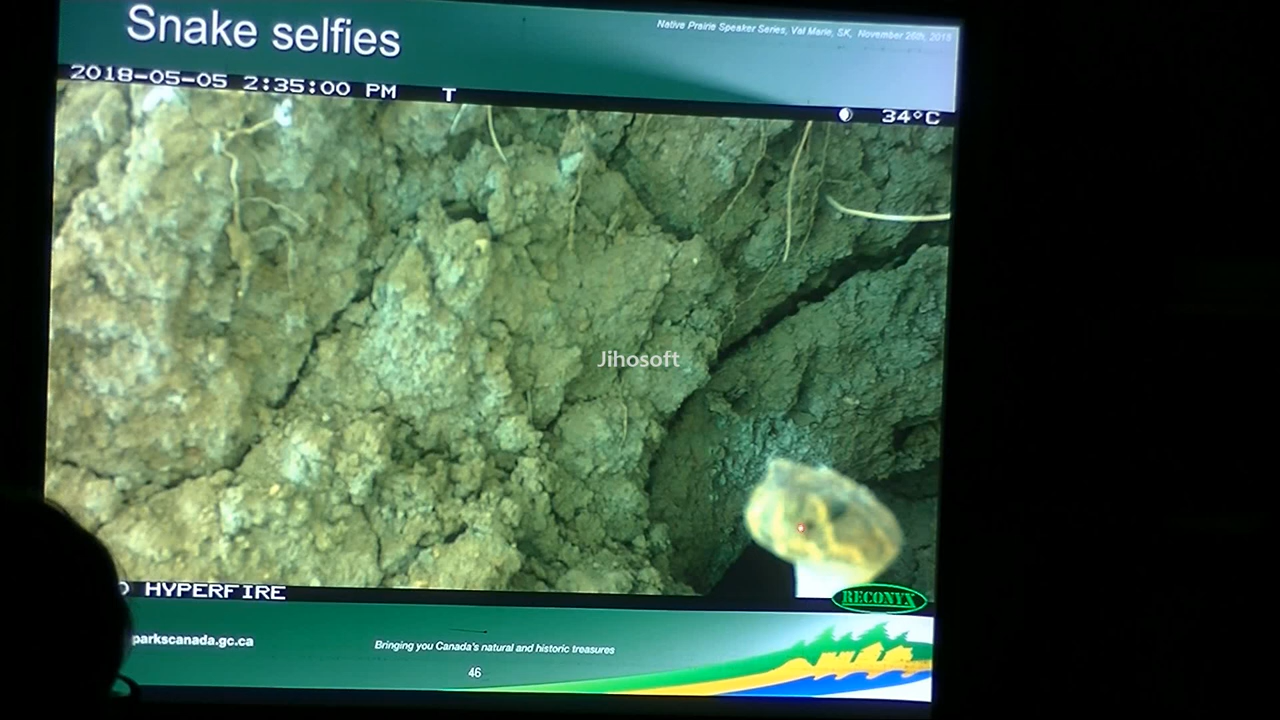 Snake selfies
Native Prairie Speaker Series, Val Marie, SK, November 26th, 2018
2018-05-05 2:35:00 PM T
34°C
Jihosoft
O HYPERFIRE
RECONYX
parkscanada.gc.ca
Bringing you Canada's natural and historic treasures
46